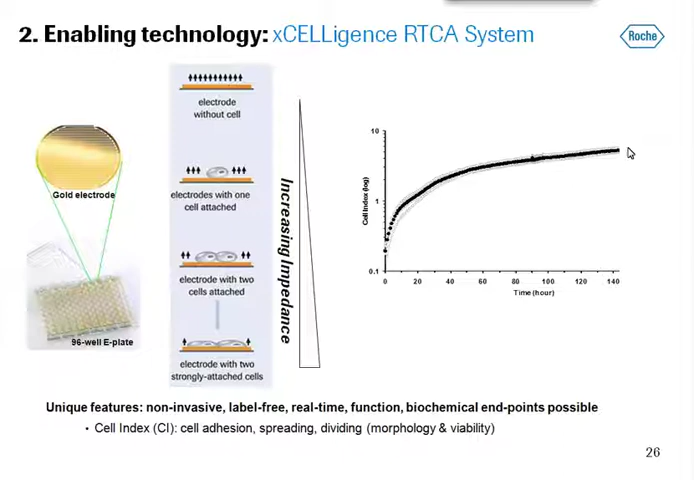 2. Enabling technology: xCELLigence RTCA System
Roche
electrode
without cell
Gold electrode
electrodes with one
cell attached
electrode with two
cells attached
electrode with two
strongly-attached cells
96-well E-plate
Increasing Impedance
Cell Index (log)
10
1
0.1
0 20 40 60 80 100 120 140
Time (hour)
Unique features: non-invasive, label-free, real-time, function, biochemical end-points possible
• Cell Index (CI): cell adhesion, spreading, dividing (morphology & viability)
26